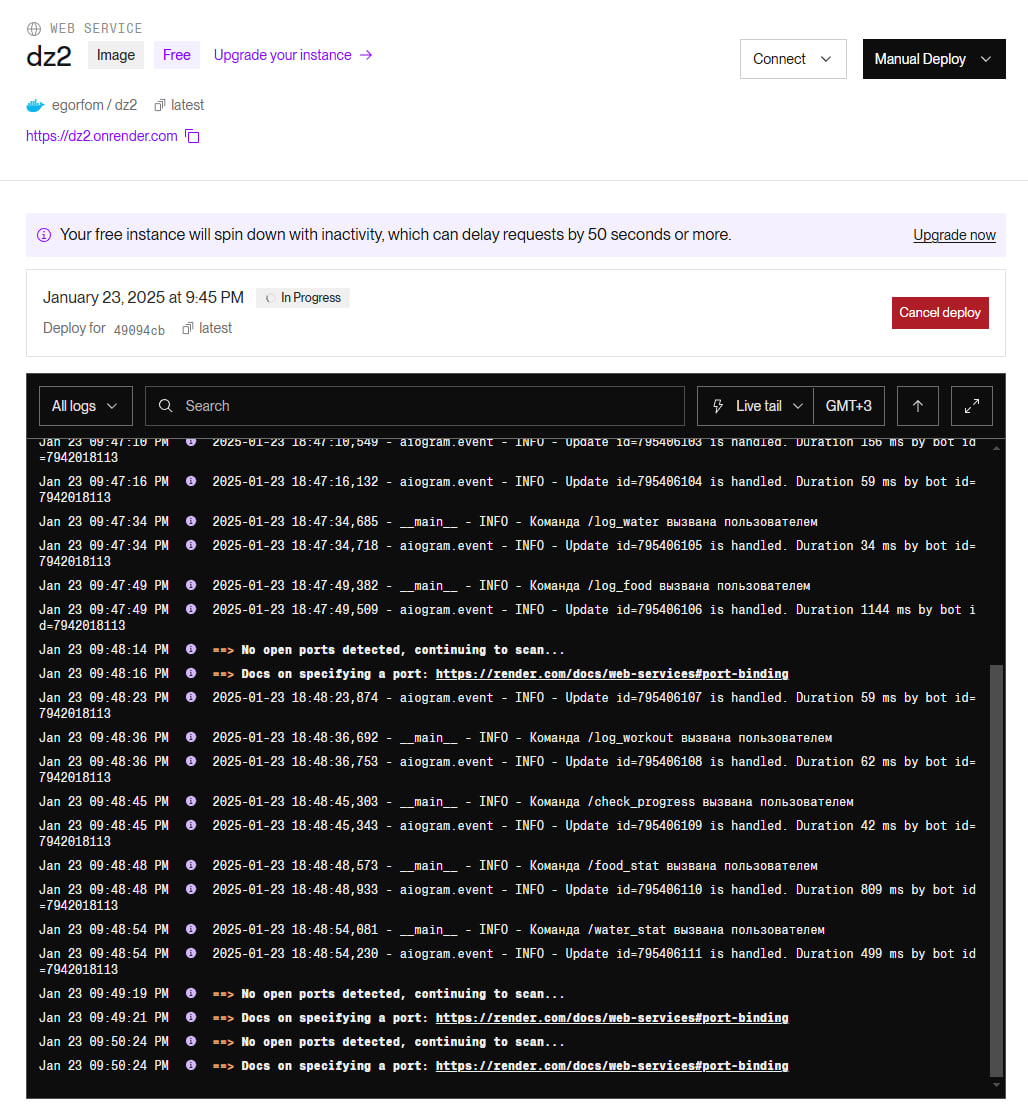 WEB SERVICE
dz2 Image Free Upgrade your instance → Connect Manual Deploy
egorfom / dz2 latest
https://dz2.onrender.com
Your free instance will spin down with inactivity, which can delay requests by 50 seconds or more. Upgrade now
January 23, 2025 at 9:45 PM In Progress
Cancel deploy
Deploy for 49094cb latest
All logs Search Live tail GMT+3
Jan 23 09:47:10 PM 2025-01-23 18:47:10,549 - aiogram.event - INFO - Update id=795406103 is handled. Duration 156 ms by bot id
=7942018113
Jan 23 09:47:16 PM 2025-01-23 18:47:16,132 - aiogram.event - INFO - Update id=795406104 is handled. Duration 59 ms by bot id=
7942018113
Jan 23 09:47:34 PM 2025-01-23 18:47:34,685 - __main__ - INFO - Команда /log_water вызвана пользователем
Jan 23 09:47:34 PM 2025-01-23 18:47:34,718 - aiogram.event - INFO - Update id=795406105 is handled. Duration 34 ms by bot id=
7942018113
Jan 23 09:47:49 PM 2025-01-23 18:47:49,382 - __main__ - INFO - Команда /log_food вызвана пользователем
Jan 23 09:47:49 PM 2025-01-23 18:47:49,509 - aiogram.event - INFO - Update id=795406106 is handled. Duration 1144 ms by bot i
d=7942018113
Jan 23 09:48:14 PM ==> No open ports detected, continuing to scan...
Jan 23 09:48:16 PM ==> Docs on specifying a port: https://render.com/docs/web-services#port-binding
Jan 23 09:48:23 PM 2025-01-23 18:48:23,874 - aiogram.event - INFO - Update id=795406107 is handled. Duration 59 ms by bot id=
7942018113
Jan 23 09:48:36 PM 2025-01-23 18:48:36,692 - __main__ - INFO - Команда /log_workout вызвана пользователем
Jan 23 09:48:36 PM 2025-01-23 18:48:36,753 - aiogram.event - INFO - Update id=795406108 is handled. Duration 62 ms by bot id=
7942018113
Jan 23 09:48:45 PM 2025-01-23 18:48:45,303 - __main__ - INFO - Команда /check_progress вызвана пользователем
Jan 23 09:48:45 PM 2025-01-23 18:48:45,343 - aiogram.event - INFO - Update id=795406109 is handled. Duration 42 ms by bot id=
7942018113
Jan 23 09:48:48 PM 2025-01-23 18:48:48,573 - __main__ - INFO - Команда /food_stat вызвана пользователем
Jan 23 09:48:48 PM 2025-01-23 18:48:48,933 - aiogram.event - INFO - Update id=795406110 is handled. Duration 809 ms by bot id
=7942018113
Jan 23 09:48:54 PM 2025-01-23 18:48:54,081 - __main__ - INFO - Команда /water_stat вызвана пользователем
Jan 23 09:48:54 PM 2025-01-23 18:48:54,230 - aiogram.event - INFO - Update id=795406111 is handled. Duration 499 ms by bot id
=7942018113
Jan 23 09:49:19 PM ==> No open ports detected, continuing to scan...
Jan 23 09:49:21 PM ==> Docs on specifying a port: https://render.com/docs/web-services#port-binding
Jan 23 09:50:24 PM ==> No open ports detected, continuing to scan...
Jan 23 09:50:24 PM ==> Docs on specifying a port: https://render.com/docs/web-services#port-binding